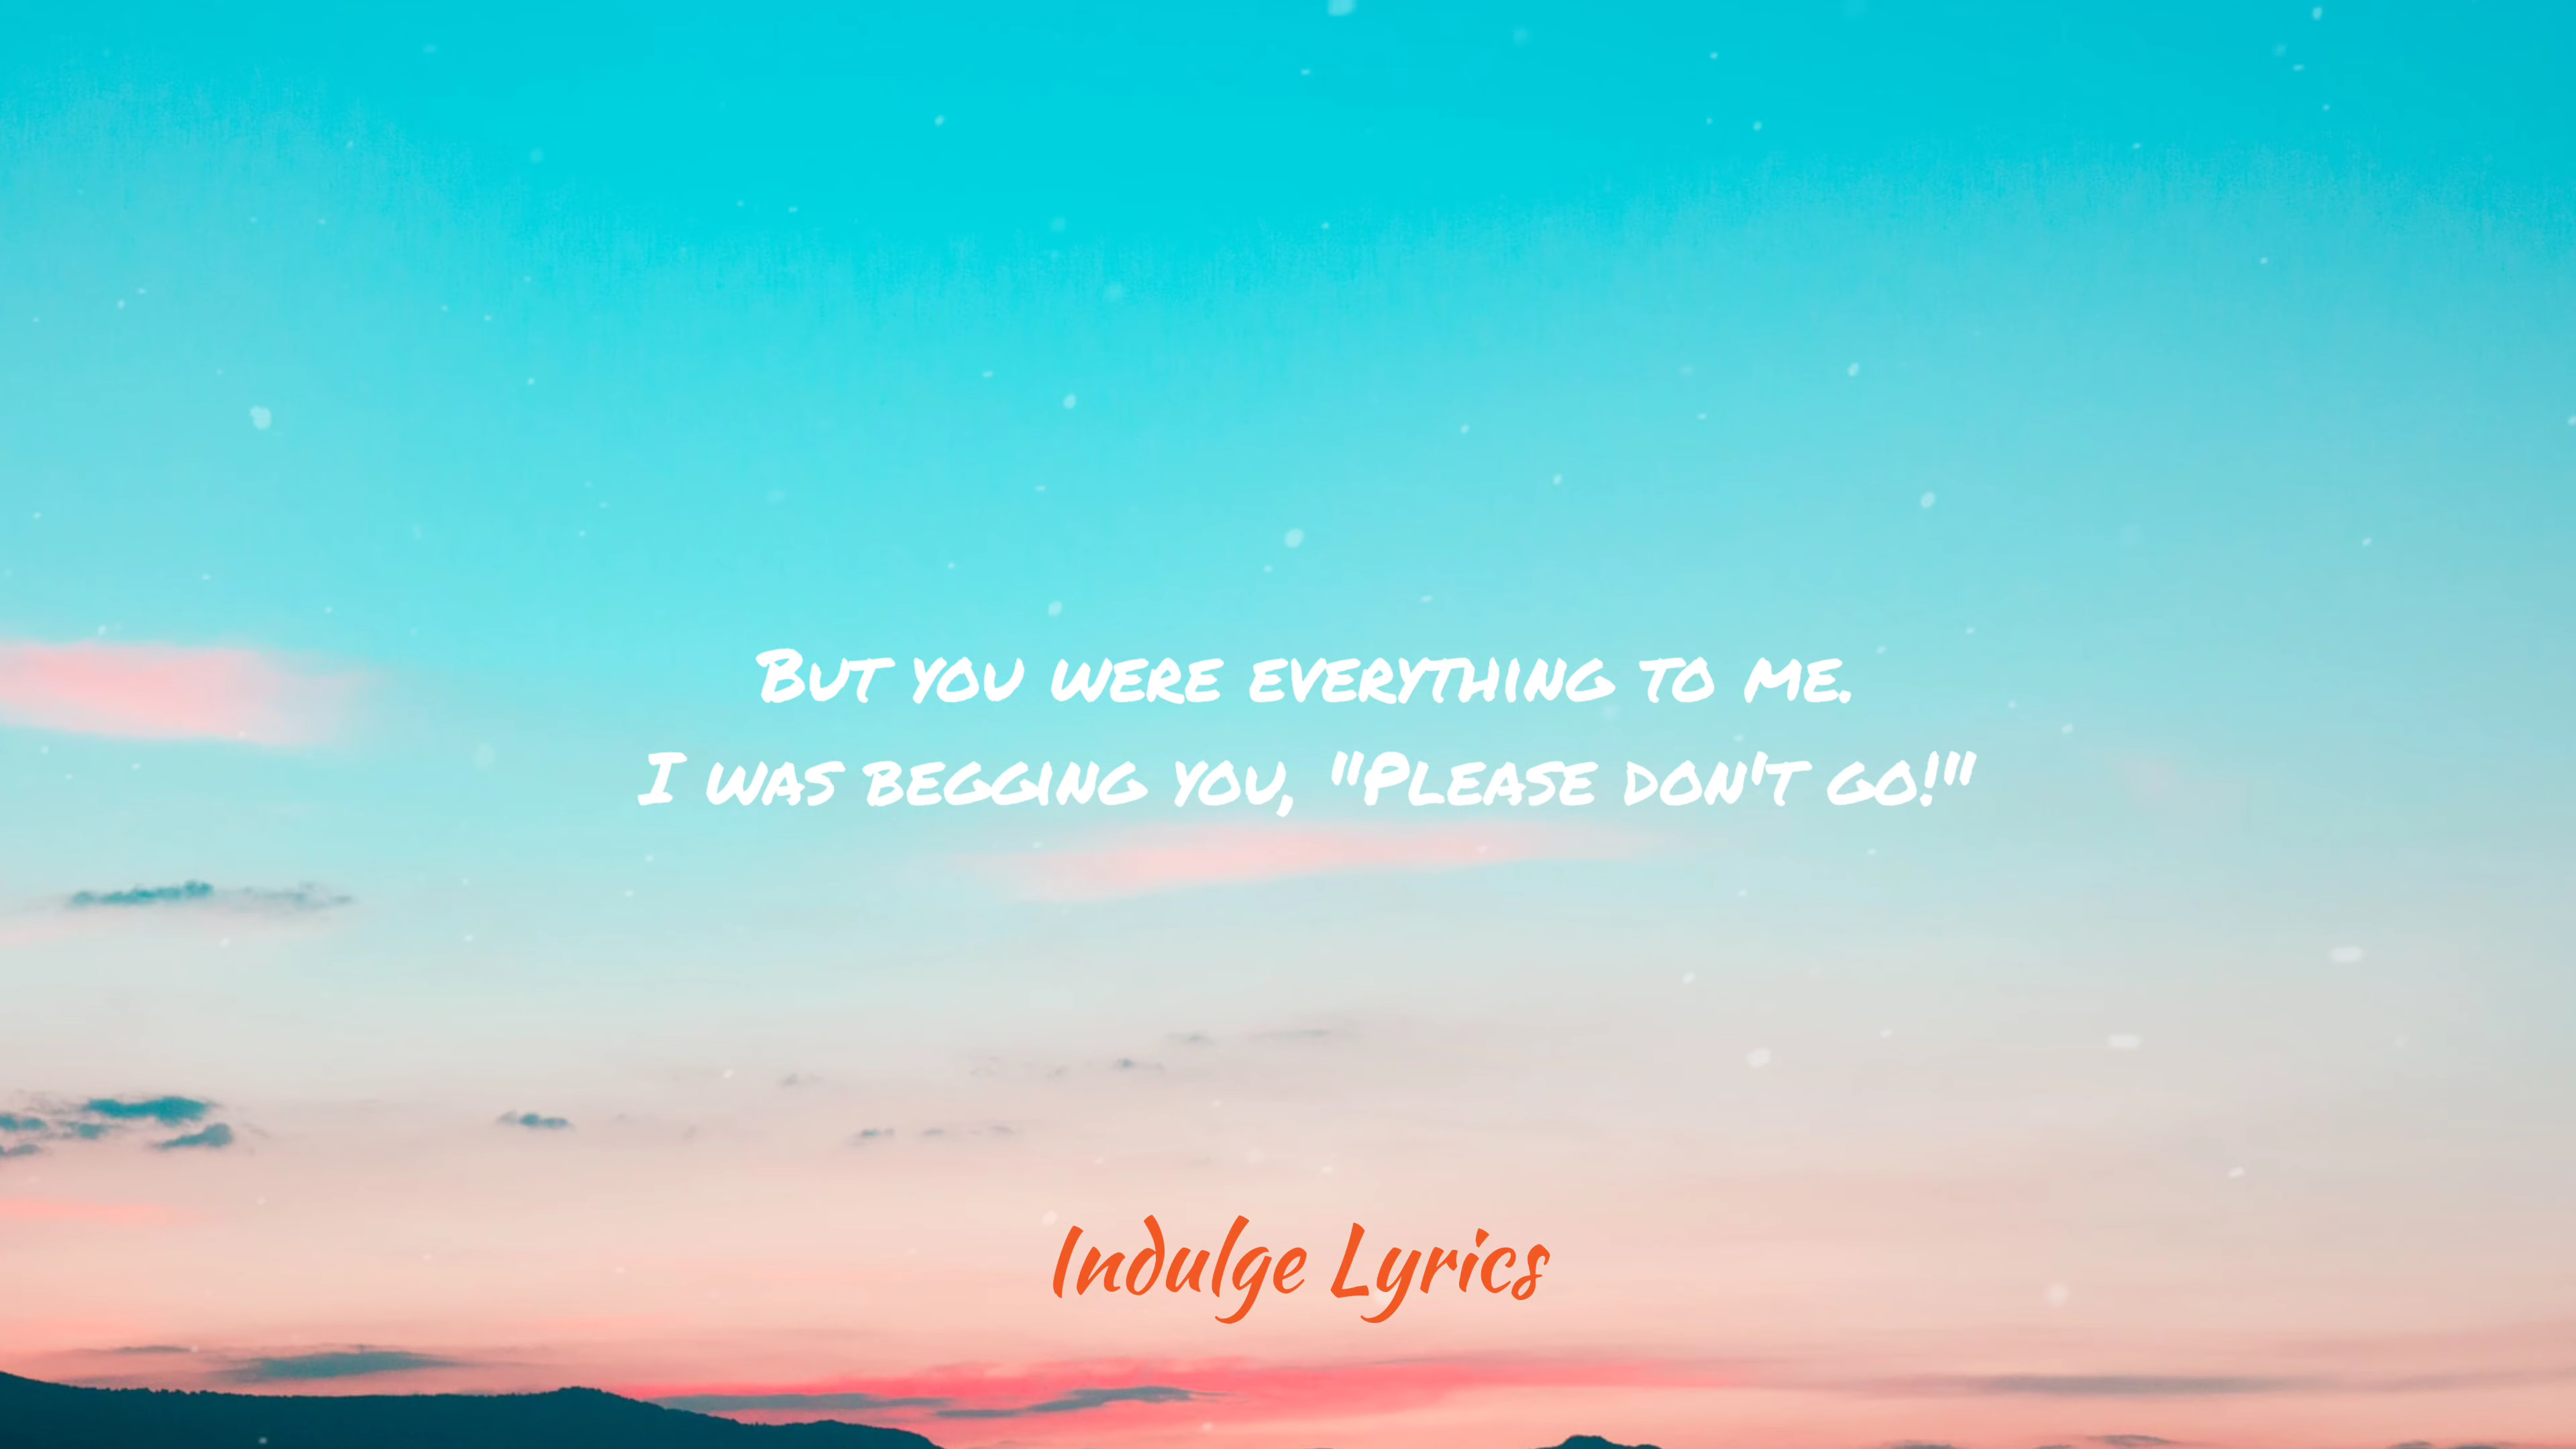 But you were everything to me.
I was begging you, "Please don't go!"
Indulge Lyrics